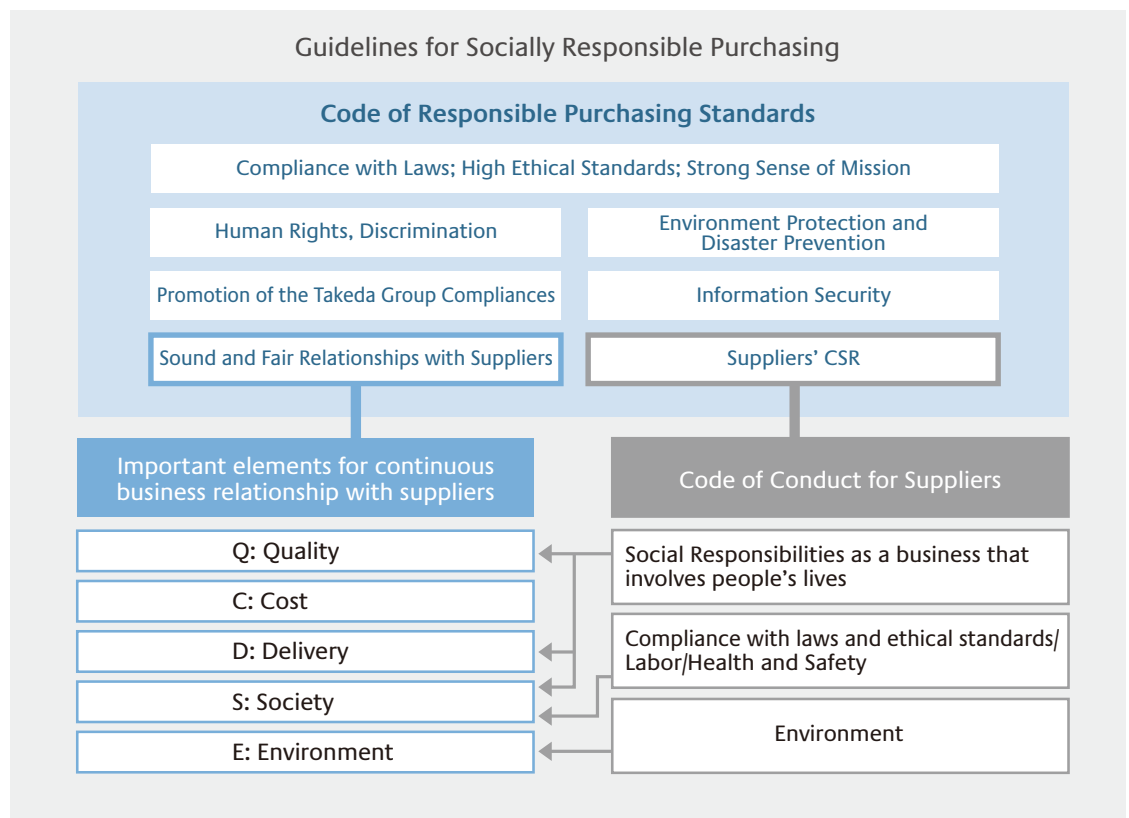 Guidelines for Socially Responsible Purchasing
Code of Responsible Purchasing Standards
Compliance with Laws; High Ethical Standards; Strong Sense of Mission
Human Rights, Discrimination
Environment Protection and
Disaster Prevention
Promotion of the Takeda Group Compliances
Information Security
Sound and Fair Relationships with Suppliers
Suppliers’ CSR
Important elements for continuous
business relationship with suppliers
Q: Quality
C: Cost
D: Delivery
S: Society
E: Environment
Code of Conduct for Suppliers
Social Responsibilities as a business that
involves people’s lives
Compliance with laws and ethical standards/
Labor/Health and Safety
Environment